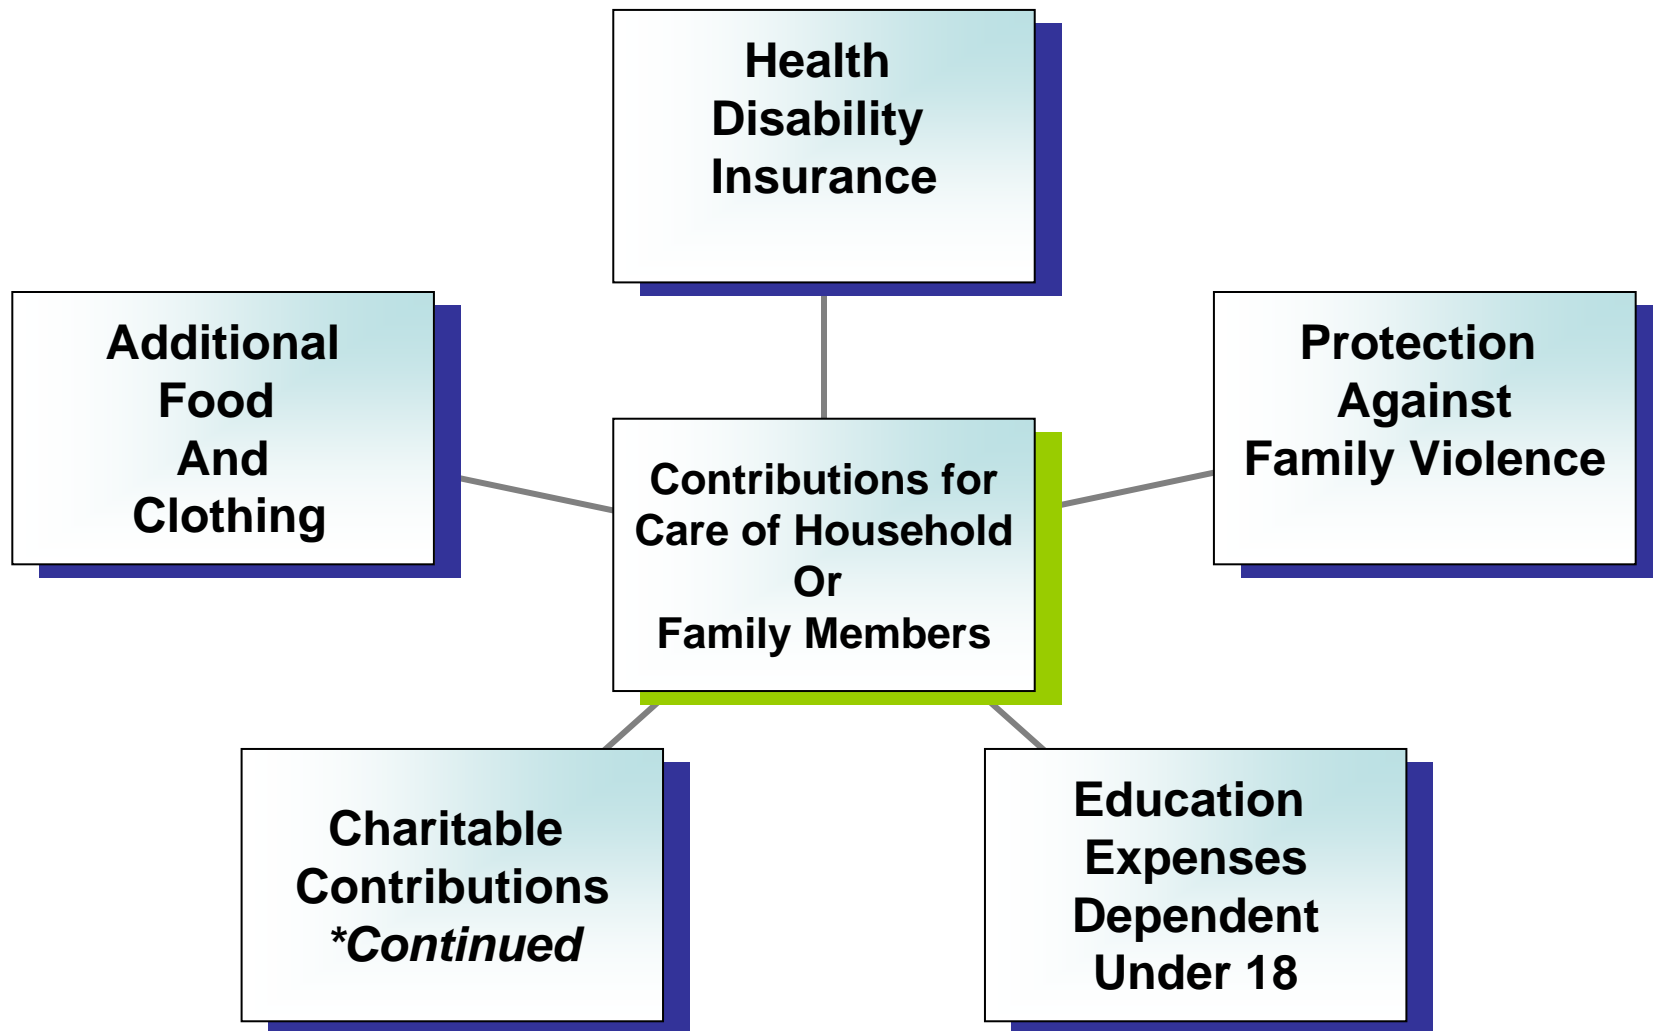 Health
Disability
Insurance
Additional
Food
And
Clothing
Protection
Against
Family Violence
Contributions for
Care of Household
Or
Family Members
Charitable
Contributions
*Continued
Education
Expenses
Dependent
Under 18